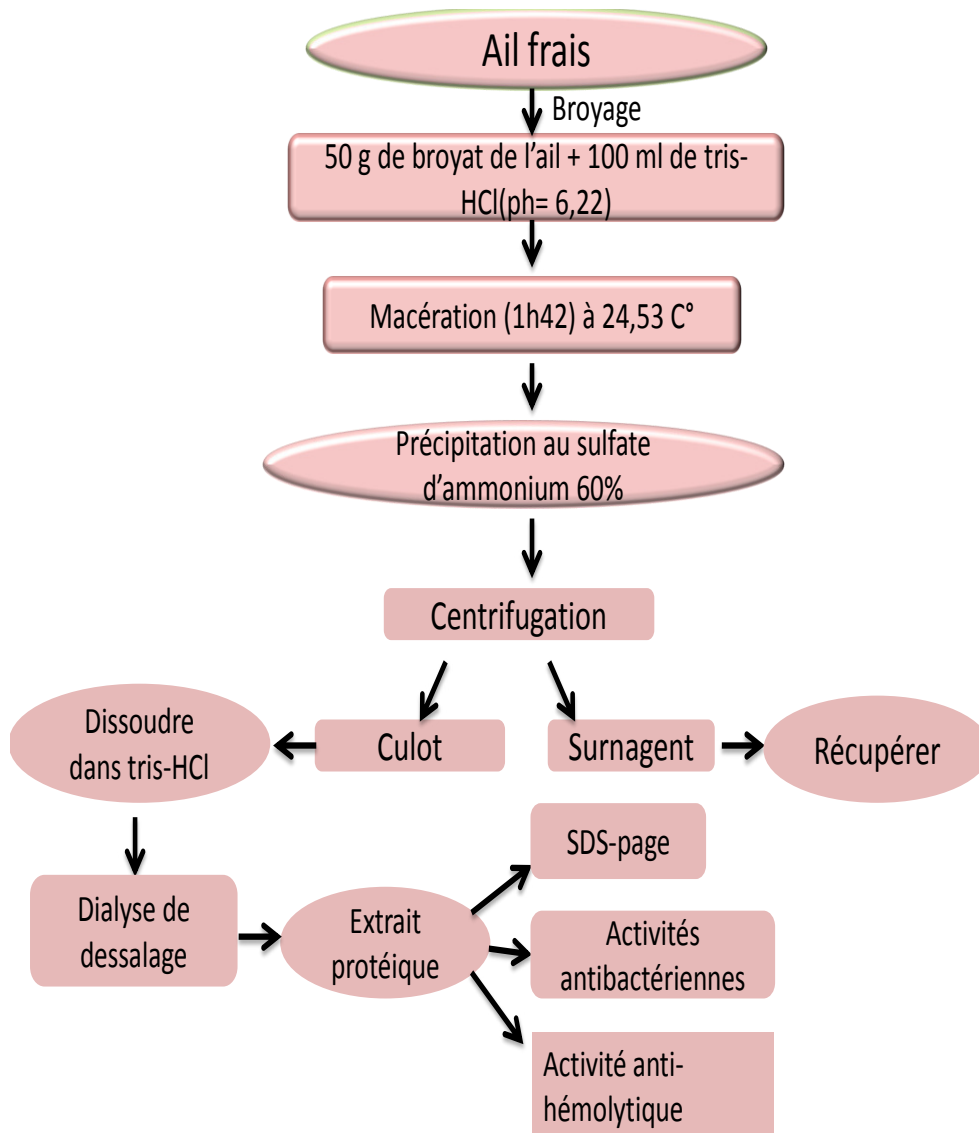 Ail frais
Broyage
50 g de broyat de l'ail + 100 ml de tris-
HCl(ph= 6,22)
Macération (1h42) à 24,53 C°
Précipitation au sulfate
d'ammonium 60%
Centrifugation
Dissoudre
dans tris-HCl
Culot
Surnagent
Récupérer
SDS-page
Dialyse de
dessalage
Extrait
protéique
Activités
antibactériennes
Activité anti-
hémolytique